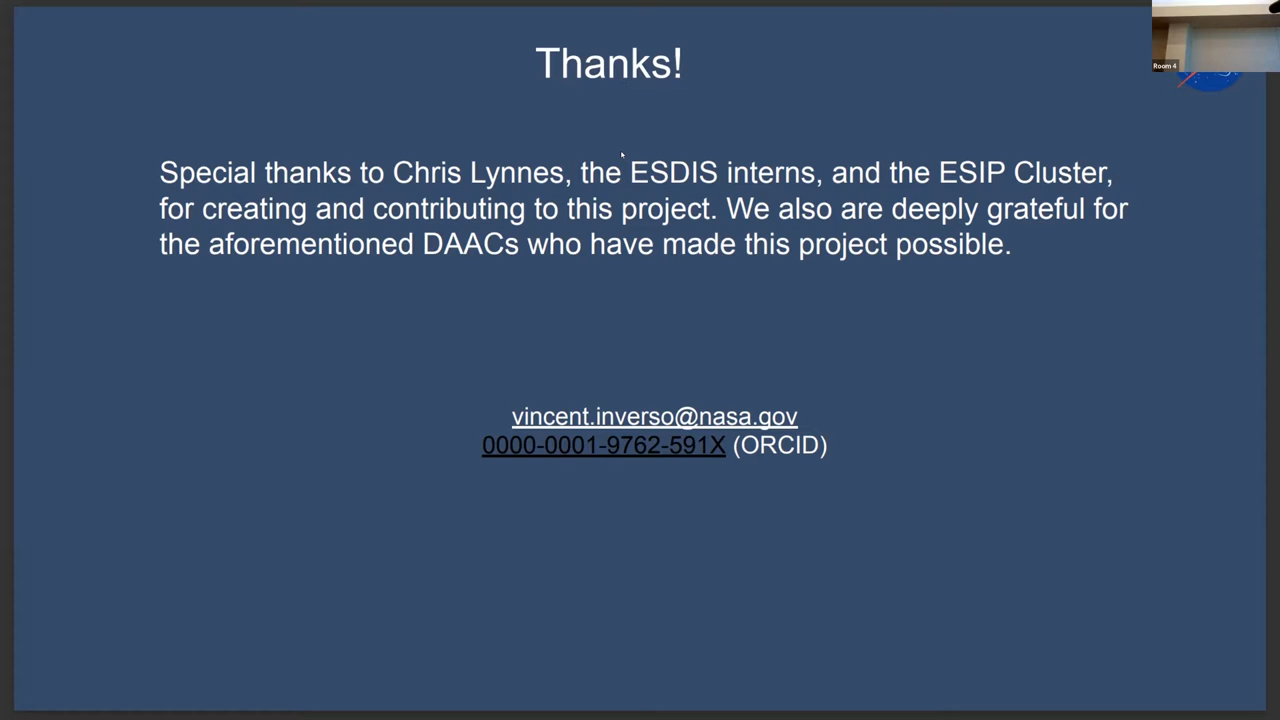 Thanks!
Room 4
Special thanks to Chris Lynnes, the ESDIS interns, and the ESIP Cluster,
for creating and contributing to this project. We also are deeply grateful for
the aforementioned DAACs who have made this project possible.
vincent.inverso@nasa.gov
0000-0001-9762-591X (ORCID)